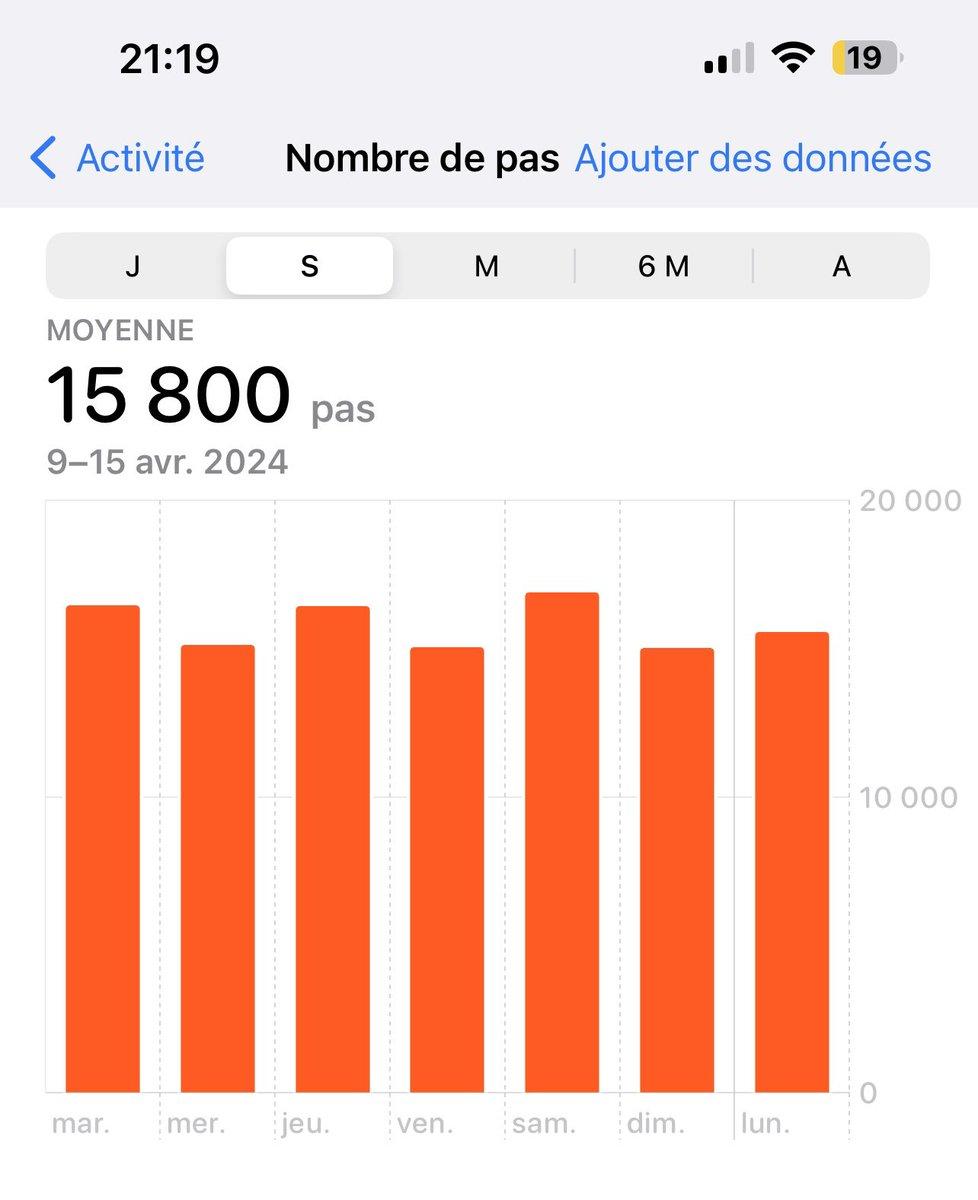 21:19 19
Activité Nombre de pas Ajouter des données
J S M 6 M A
MOYENNE
15 800 pas
9–15 avr. 2024
20 000
10 000
0
mar. mer. jeu. ven. sam. dim. lun.